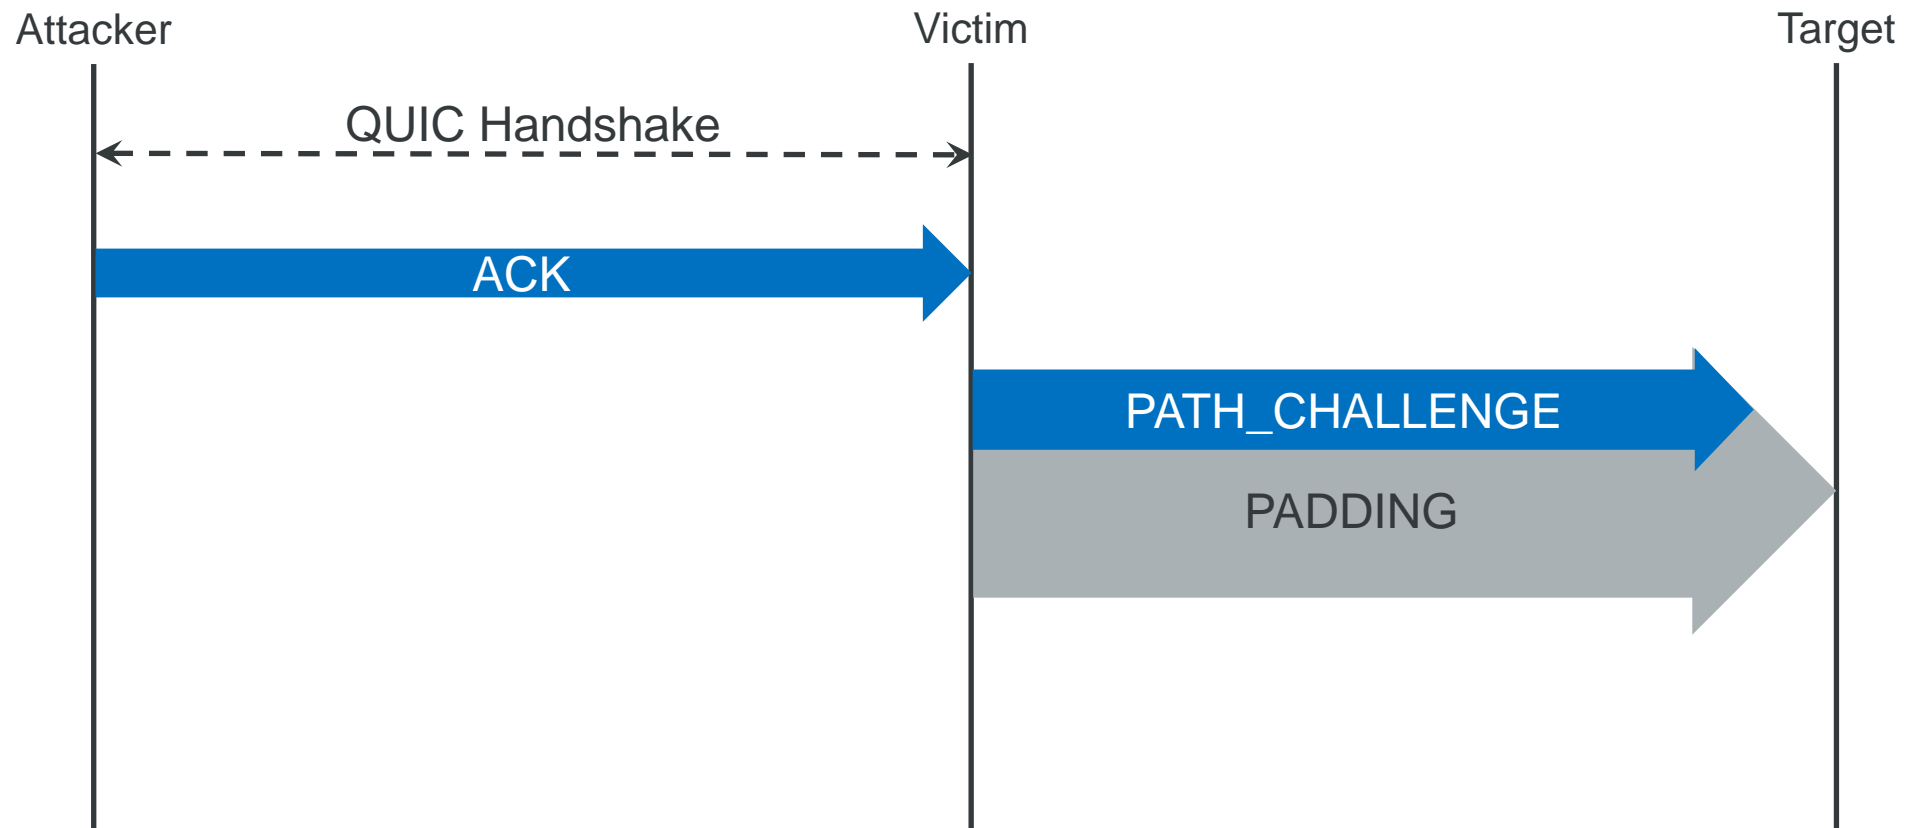 Attacker
Victim
Target
QUIC Handshake
ACK
PATH_CHALLENGE
PADDING